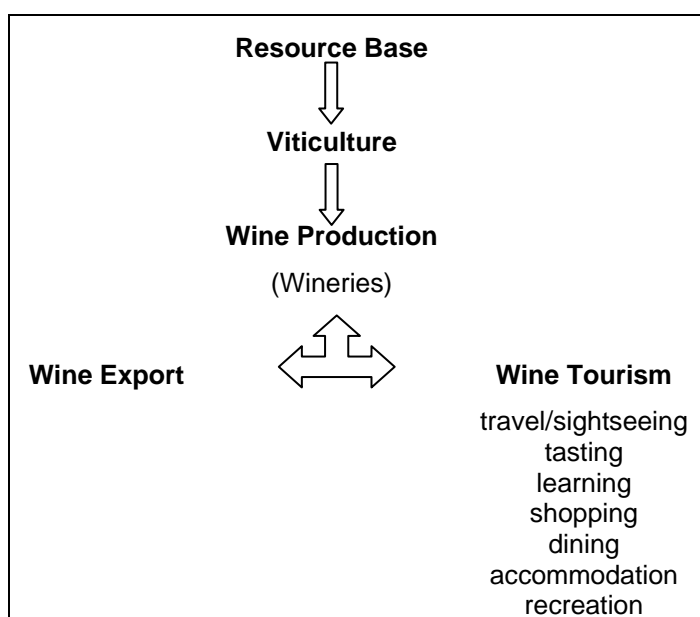 Resource Base
Viticulture
Wine Production
(Wineries)
Wine Export
Wine Tourism
travel/sightseeing
tasting
learning
shopping
dining
accommodation
recreation